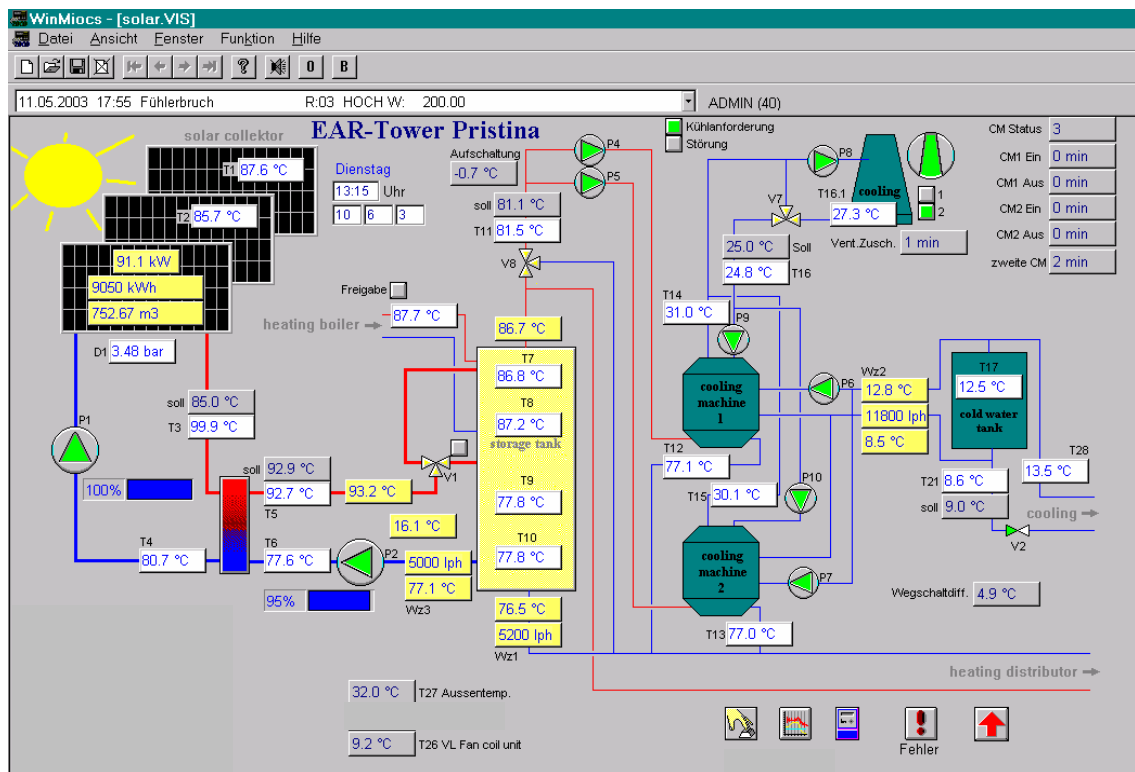 WinMiocs - [solar.VIS]
Datei Ansicht Fenster Funktion Hilfe
O B
11.05.2003 17:55 Fühlerbruch R:03 HOCH W: 200.00 ADMIN (40)
EAR-Tower Pristina
solar collektor
T1 87.6 °C
T2 85.7 °C
91.1 kW
9050 kWh
752.67 m3
D1 3.48 bar
Dienstag
13:15 Uhr
10 6 3
Aufschaltung
-0.7 °C
soll 81.1 °C
T11 81.5 °C
V8
P4
P5
Kühlanforderung
Störung
P8
cooling
T16.1
27.3 °C
1
2
V7
25.0 °C Soll
24.8 °C T16
Vent.Zusch. 1 min
CM Status 3
CM1 Ein 0 min
CM1 Aus 0 min
CM2 Ein 0 min
CM2 Aus 0 min
zweite CM 2 min
Freigabe
heating boiler
87.7 °C
86.7 °C
T7
86.8 °C
T8
87.2 °C
storage tank
T9
77.8 °C
T10
77.8 °C
76.5 °C
5200 lph
Wz1
soll 85.0 °C
T3 99.9 °C
P1
100%
soll 92.9 °C
92.7 °C
T5
93.2 °C
V1
16.1 °C
T4
80.7 °C
T6
77.6 °C
P2
95%
5000 lph
77.1 °C
Wz3
T14
31.0 °C
P9
cooling
machine
1
P6
Wz2
12.8 °C
11800 lph
8.5 °C
T17
12.5 °C
cold water
tank
T12
77.1 °C
T15 30.1 °C
P10
T28
13.5 °C
T21 8.6 °C
soll 9.0 °C
cooling
V2
cooling
machine
2
P7
T13 77.0 °C
Wegschaltdiff. 4.9 °C
heating distributor
32.0 °C T27 Aussentemp.
9.2 °C T26 VL Fan coil unit
Fehler